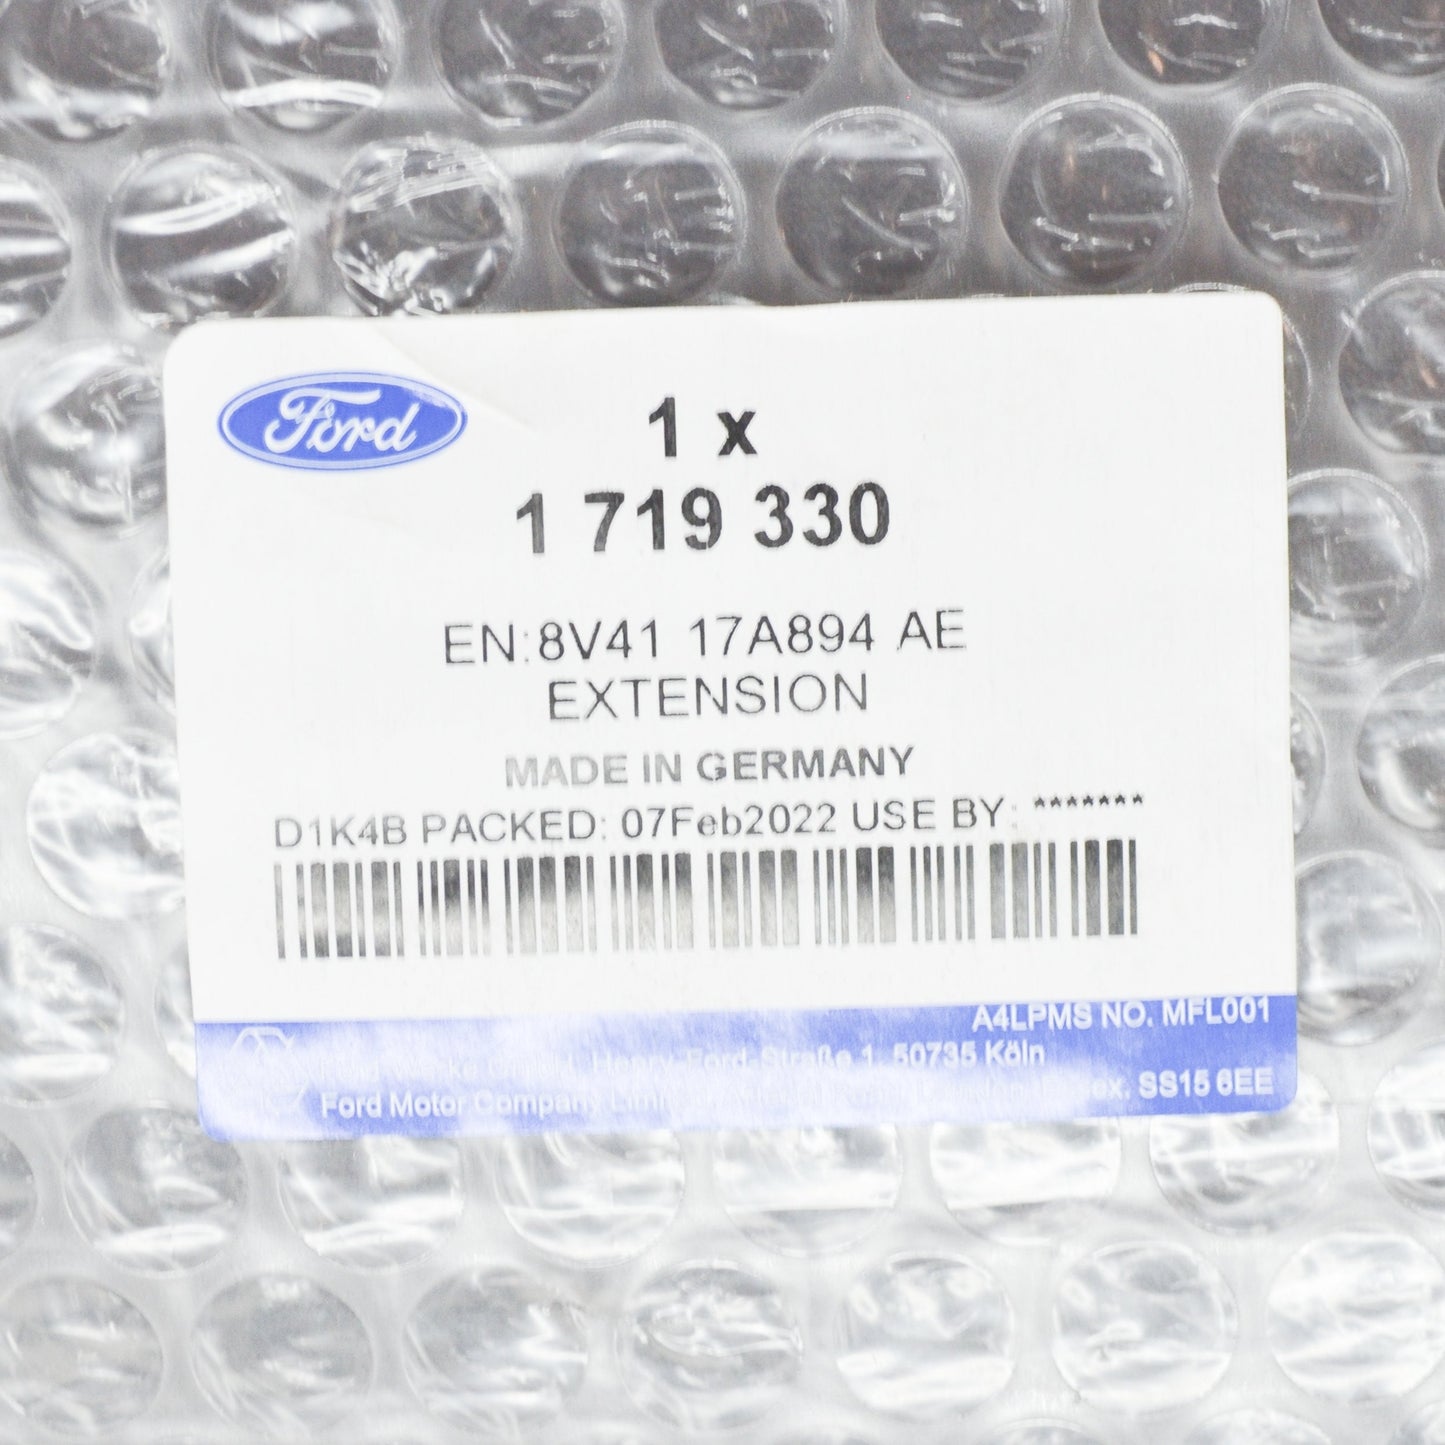 Ford
1 x
1 719 330
EN:8V41 17A894 AE
EXTENSION
MADE IN GERMANY
D1K4B PACKED: 07Feb2022 USE BY: *******
A4LPMS NO. MFL001
Henry-Ford-Straße 1, 50735 Köln
Ford Motor Company SS15 6EE